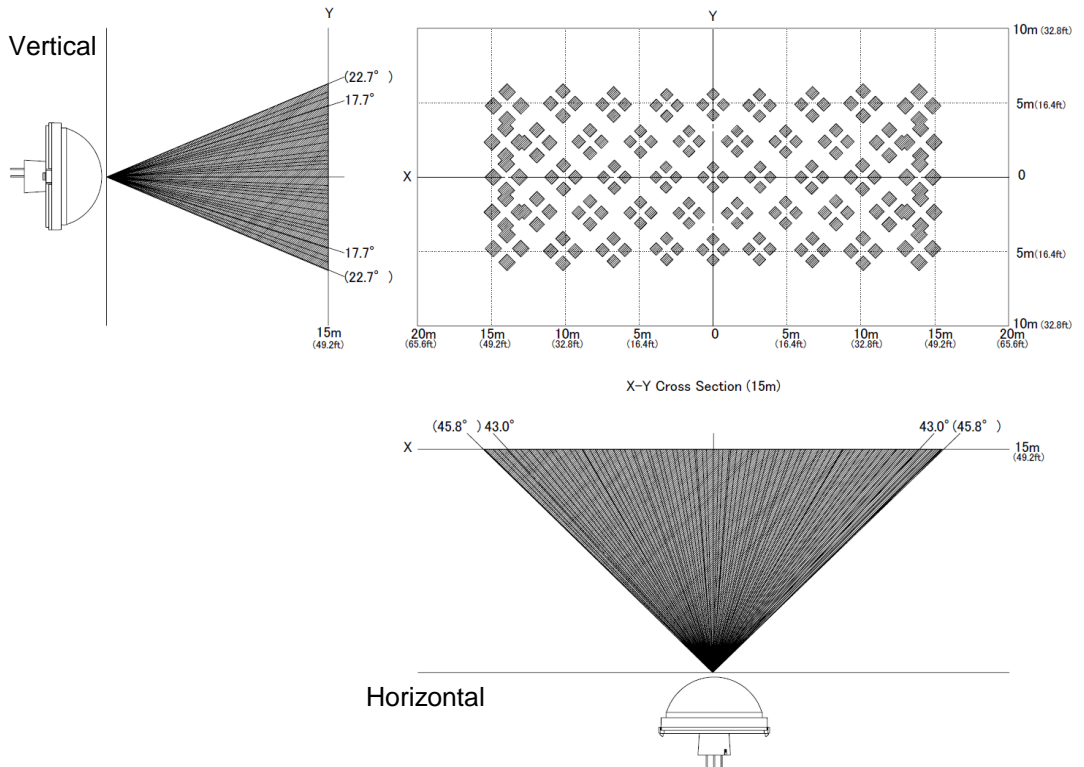 Vertical
Y
(22.7° )
17.7°
17.7°
(22.7° )
15m
(49.2ft)
Y
10m (32.8ft)
5m (16.4ft)
X
0
5m (16.4ft)
10m (32.8ft)
20m 15m 10m 5m 0 5m 10m 15m 20m
(65.6ft) (49.2ft) (32.8ft) (16.4ft) (16.4ft) (32.8ft) (49.2ft) (65.6ft)
X-Y Cross Section (15m)
(45.8° ) 43.0° 43.0° (45.8° )
X
15m
(49.2ft)
Horizontal